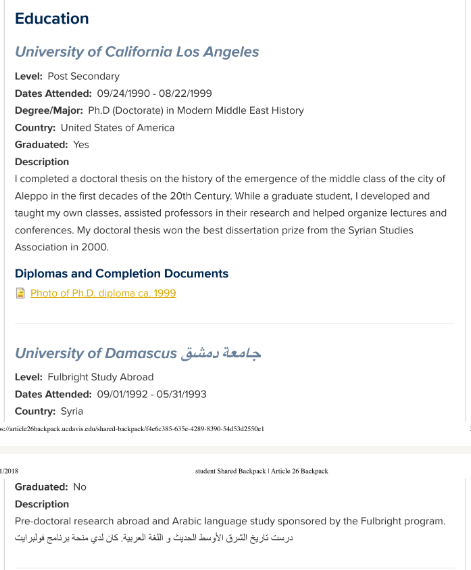 Education
University of California Los Angeles
Level: Post Secondary
Dates Attended: 09/24/1990 - 08/22/1999
Degree/Major: Ph.D (Doctorate) in Modern Middle East History
Country: United States of America
Graduated: Yes
Description
I completed a doctoral thesis on the history of the emergence of the middle class of the city of
Aleppo in the first decades of the 20th Century. While a graduate student, I developed and
taught my own classes, assisted professors in their research and helped organize lectures and
conferences. My doctoral thesis won the best dissertation prize from the Syrian Studies
Association in 2000.
Diplomas and Completion Documents
Photo of Ph.D. diploma ca. 1999
University of Damascus جامعة دمشق
Level: Fulbright Study Abroad
Dates Attended: 09/01/1992 - 05/31/1993
Country: Syria
article26backpack.ucdavis.edu/shared-backpack/f4e6c385-635e-4289-8390-54d53d2550e1
1/2018 student Shared Backpack | Article 26 Backpack
Graduated: No
Description
Pre-doctoral research abroad and Arabic language study sponsored by the Fulbright program.
درست تاريخ الشرق الأوسط الحديث و اللغة العربية. كان لدي منحة برنامج فولبرايت